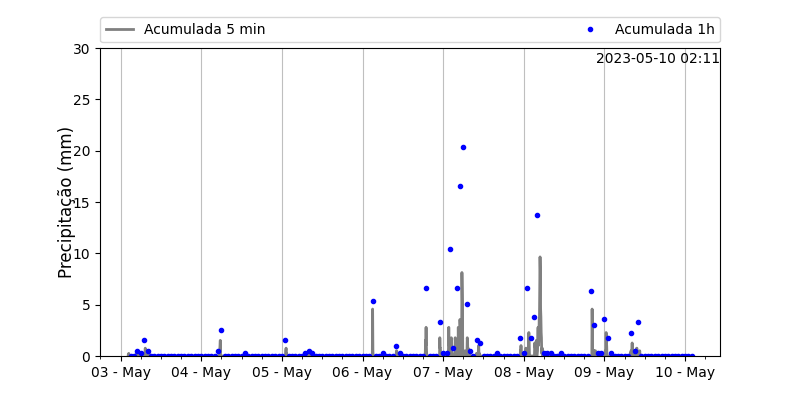 Acumulada 5 min
Acumulada 1h
2023-05-10 02:11
Precipitação (mm)
30
25
20
15
10
5
0
03 - May
04 - May
05 - May
06 - May
07 - May
08 - May
09 - May
10 - May